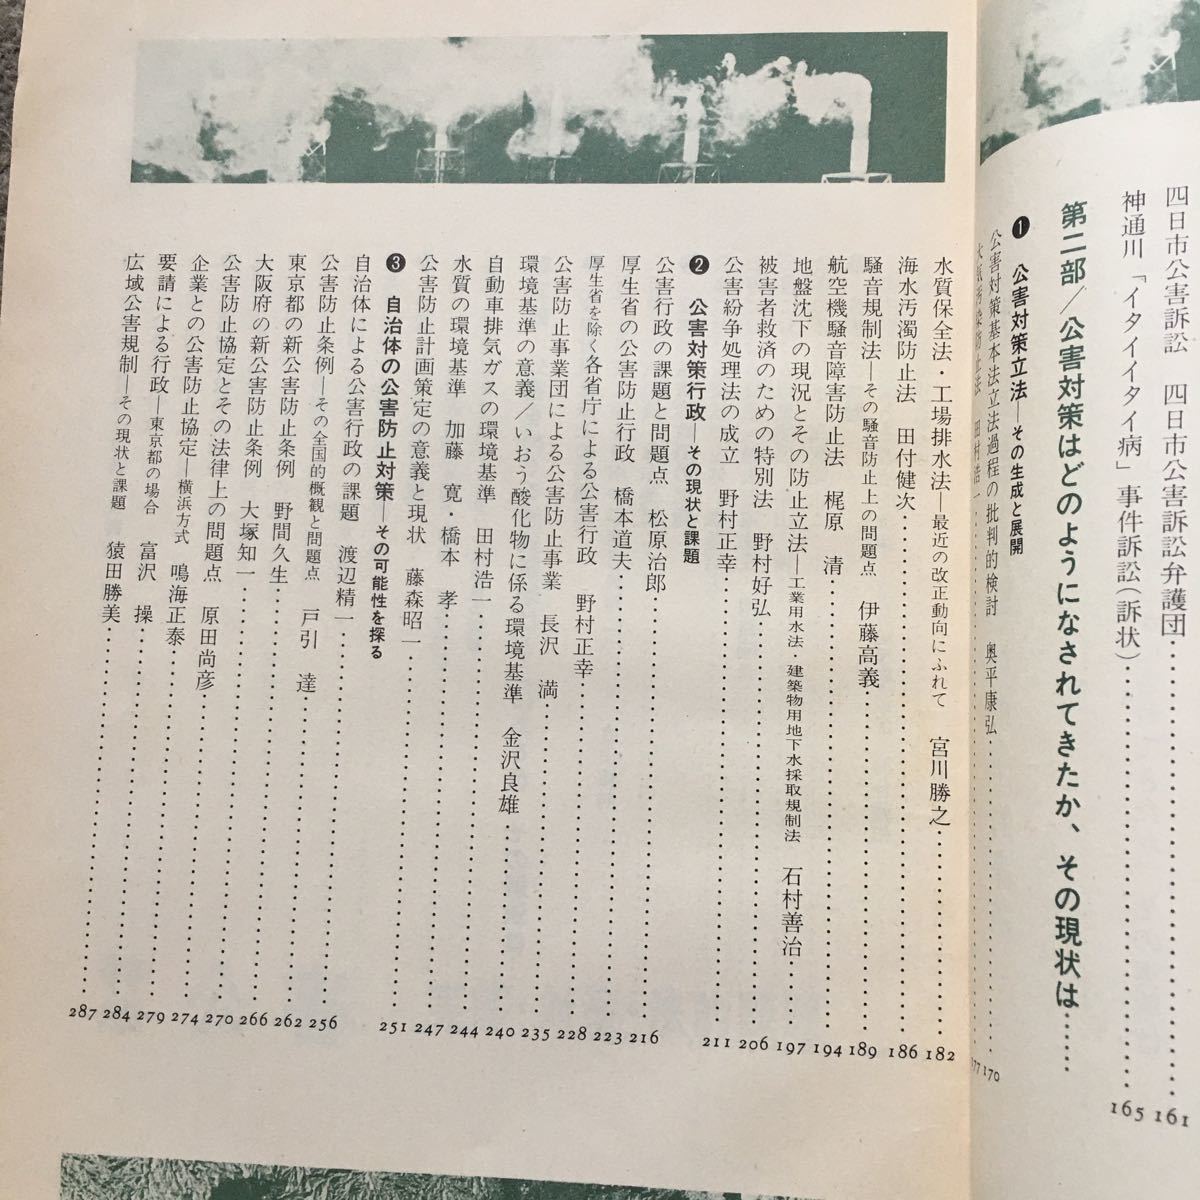 四日市公害訴訟　四日市公害訴訟弁護団……161
神通川「イタイイタイ病」事件訴訟(訴状)……165
第二部/公害対策はどのようになされてきたか、その現状は……
❶ 公害対策立法―その生成と展開
公害対策基本法立法過程の批判的検討　奥平康弘……170
大気汚染防止法　田村浩一……177
水質保全法・工場排水法―最近の改正動向にふれて　宮川勝之……182
海水汚濁防止法　田付健次……186
騒音規制法―その騒音防止上の問題点　伊藤高義……189
航空機騒音障害防止法　梶原　清……194
地盤沈下の現況とその防止立法―工業用水法　建築物用地下水採取規制法　石村善治……197
被害者救済のための特別法　野村好弘……206
公害紛争処理法の成立　野村正幸……211
❷ 公害対策行政―その現状と課題
公害行政の課題と問題点　松原治郎……216
厚生省の公害防止行政　橋本道夫……223
厚生省を除く各省庁による公害行政　野村正幸……228
公害防止事業団による公害防止事業　長沢　満……235
環境基準の意義/いおう酸化物に係る環境基準　金沢良雄……240
自動車排気ガスの環境基準　田村浩一……244
水質の環境基準　加藤　寛・橋本　孝……247
公害防止計画策定の意義と現状　藤森昭一……251
❸ 自治体の公害防止対策―その可能性を探る
自治体による公害行政の課題　渡辺精一……256
公害防止条例―その全国的概観と問題点　戸引　達……262
東京都の新公害防止条例　野間久生……266
大阪府の新公害防止条例　大塚知一……270
公害防止協定とその法律上の問題点　原田尚彦……274
企業との公害防止協定―横浜方式　鳴海正泰……279
要請による行政―東京都の場合　富沢　操……284
広域公害規制―その現状と課題　猿田勝美……287